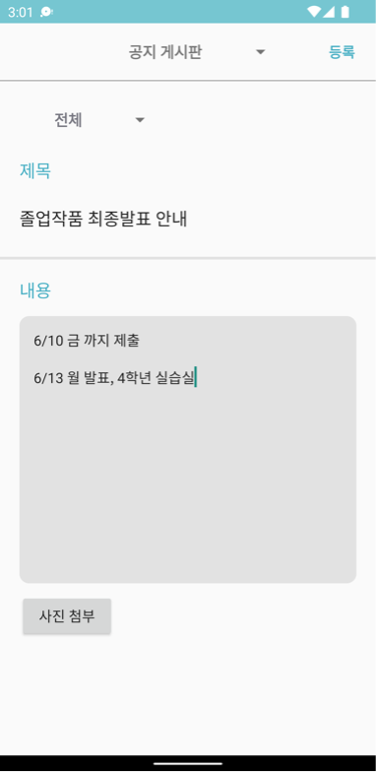 3:01
공지 게시판
등록
전체
제목
졸업작품 최종발표 안내
내용
6/10 금 까지 제출
6/13 월 발표, 4학년 실습실
사진 첨부